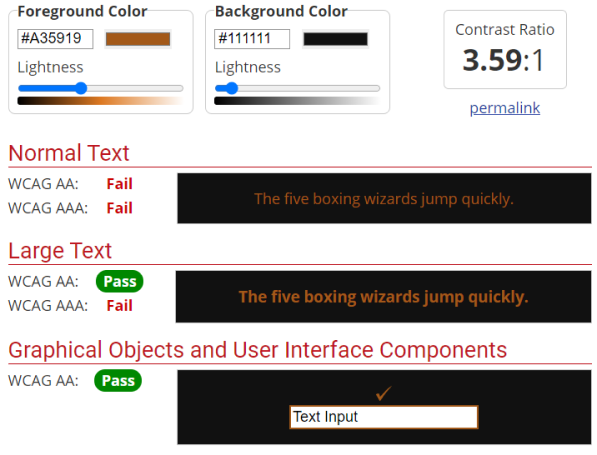 Foreground Color
#A35919
Lightness
Background Color
#111111
Lightness
Contrast Ratio
3.59:1
permalink
Normal Text
WCAG AA: Fail
WCAG AAA: Fail
The five boxing wizards jump quickly.
Large Text
WCAG AA: Pass
WCAG AAA: Fail
The five boxing wizards jump quickly.
Graphical Objects and User Interface Components
WCAG AA: Pass
Text Input